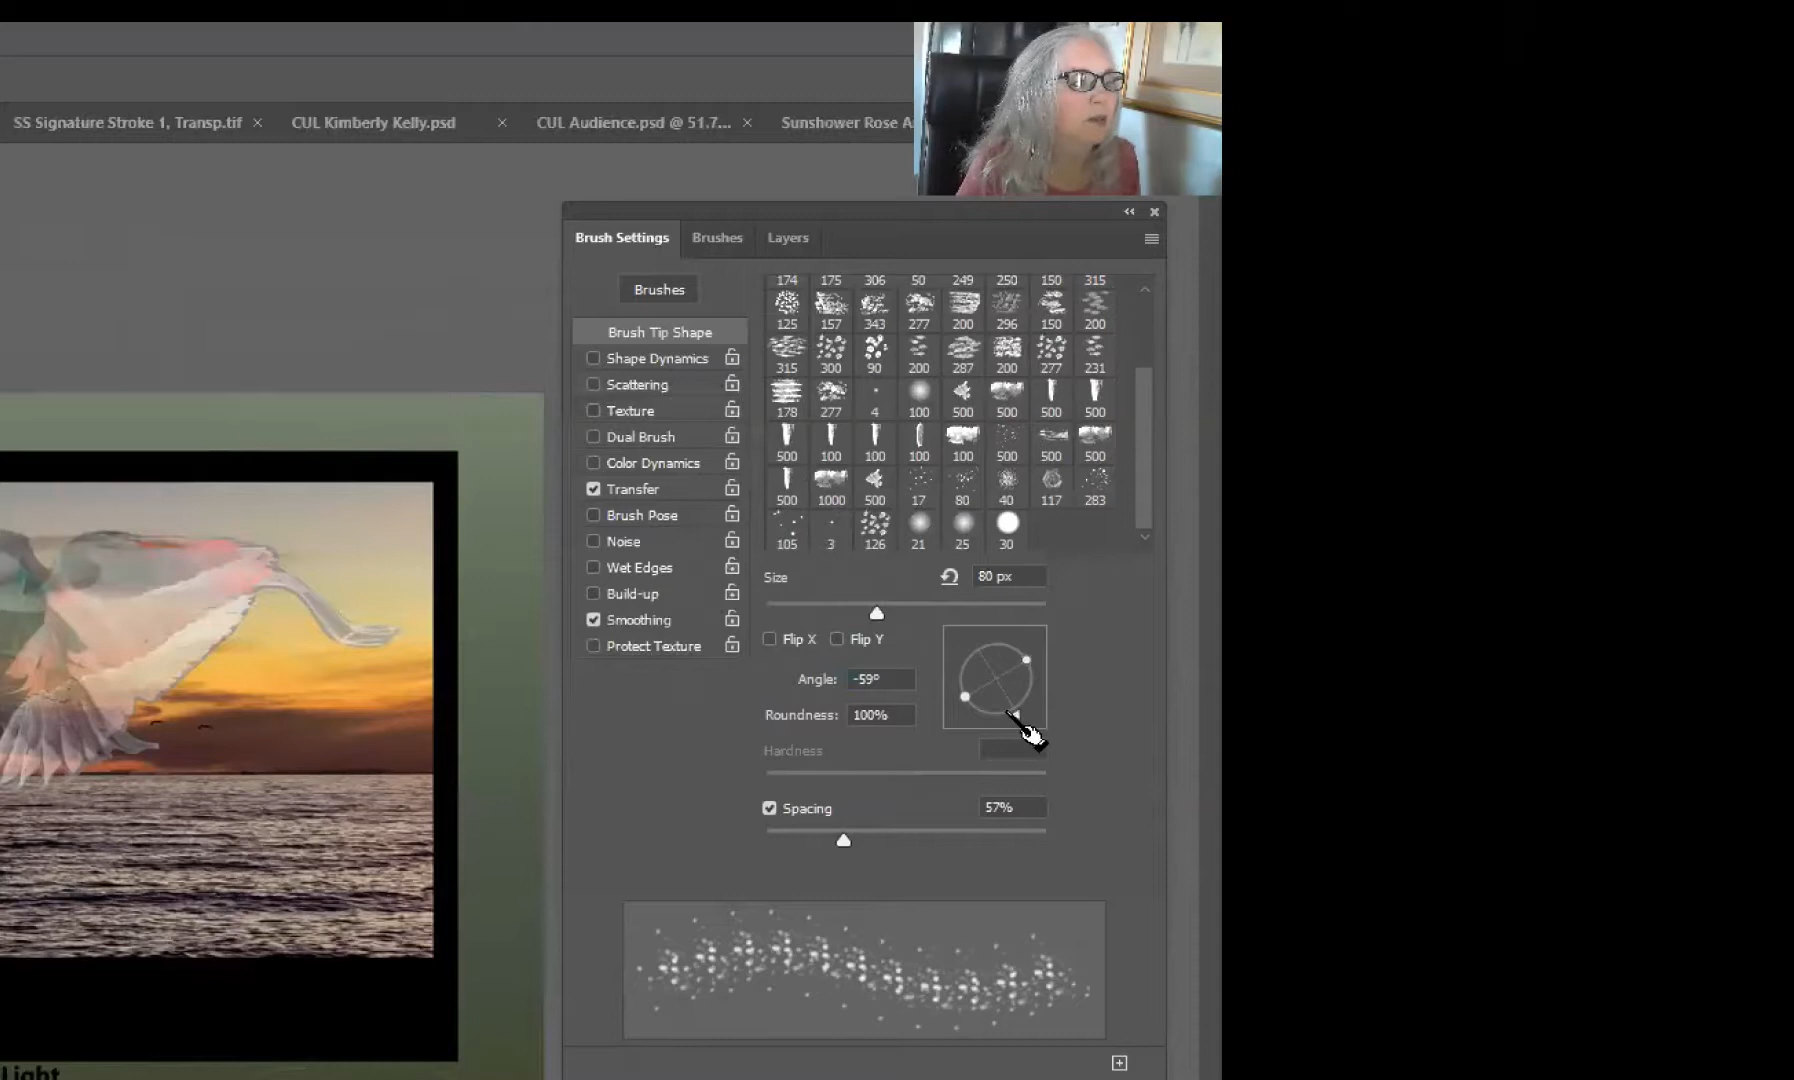 SS Signature Stroke 1, Transp.tif × CUL Kimberly Kelly.psd × CUL Audience.psd @ 51.7... × Sunshower Rose A
Brush Settings Brushes Layers
Brushes
Brush Tip Shape
Shape Dynamics
Scattering
Texture
Dual Brush
Color Dynamics
Transfer
Brush Pose
Noise
Wet Edges
Build-up
Smoothing
Protect Texture
174 175 306 50 249 250 150 315
125 157 343 277 200 296 150 200
315 300 90 200 287 200 277 231
178 277 4 100 500 500 500 500
500 100 100 100 100 500 500 500
500 1000 500 17 80 40 117 283
105 3 126 21 25 30
Size 80 px
Flip X Flip Y
Angle: -59°
Roundness: 100%
Hardness
Spacing 57%
Light